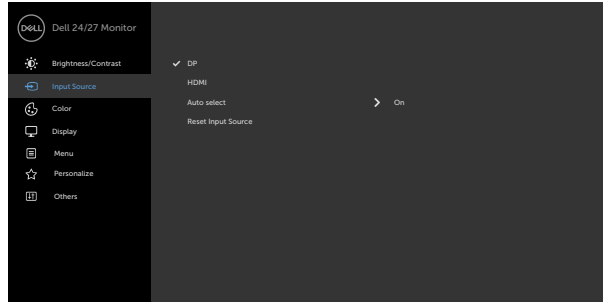 DELL Dell 24/27 Monitor
Brightness/Contrast
Input Source
Color
Display
Menu
Personalize
Others
DP
HDMI
Auto select On
Reset Input Source